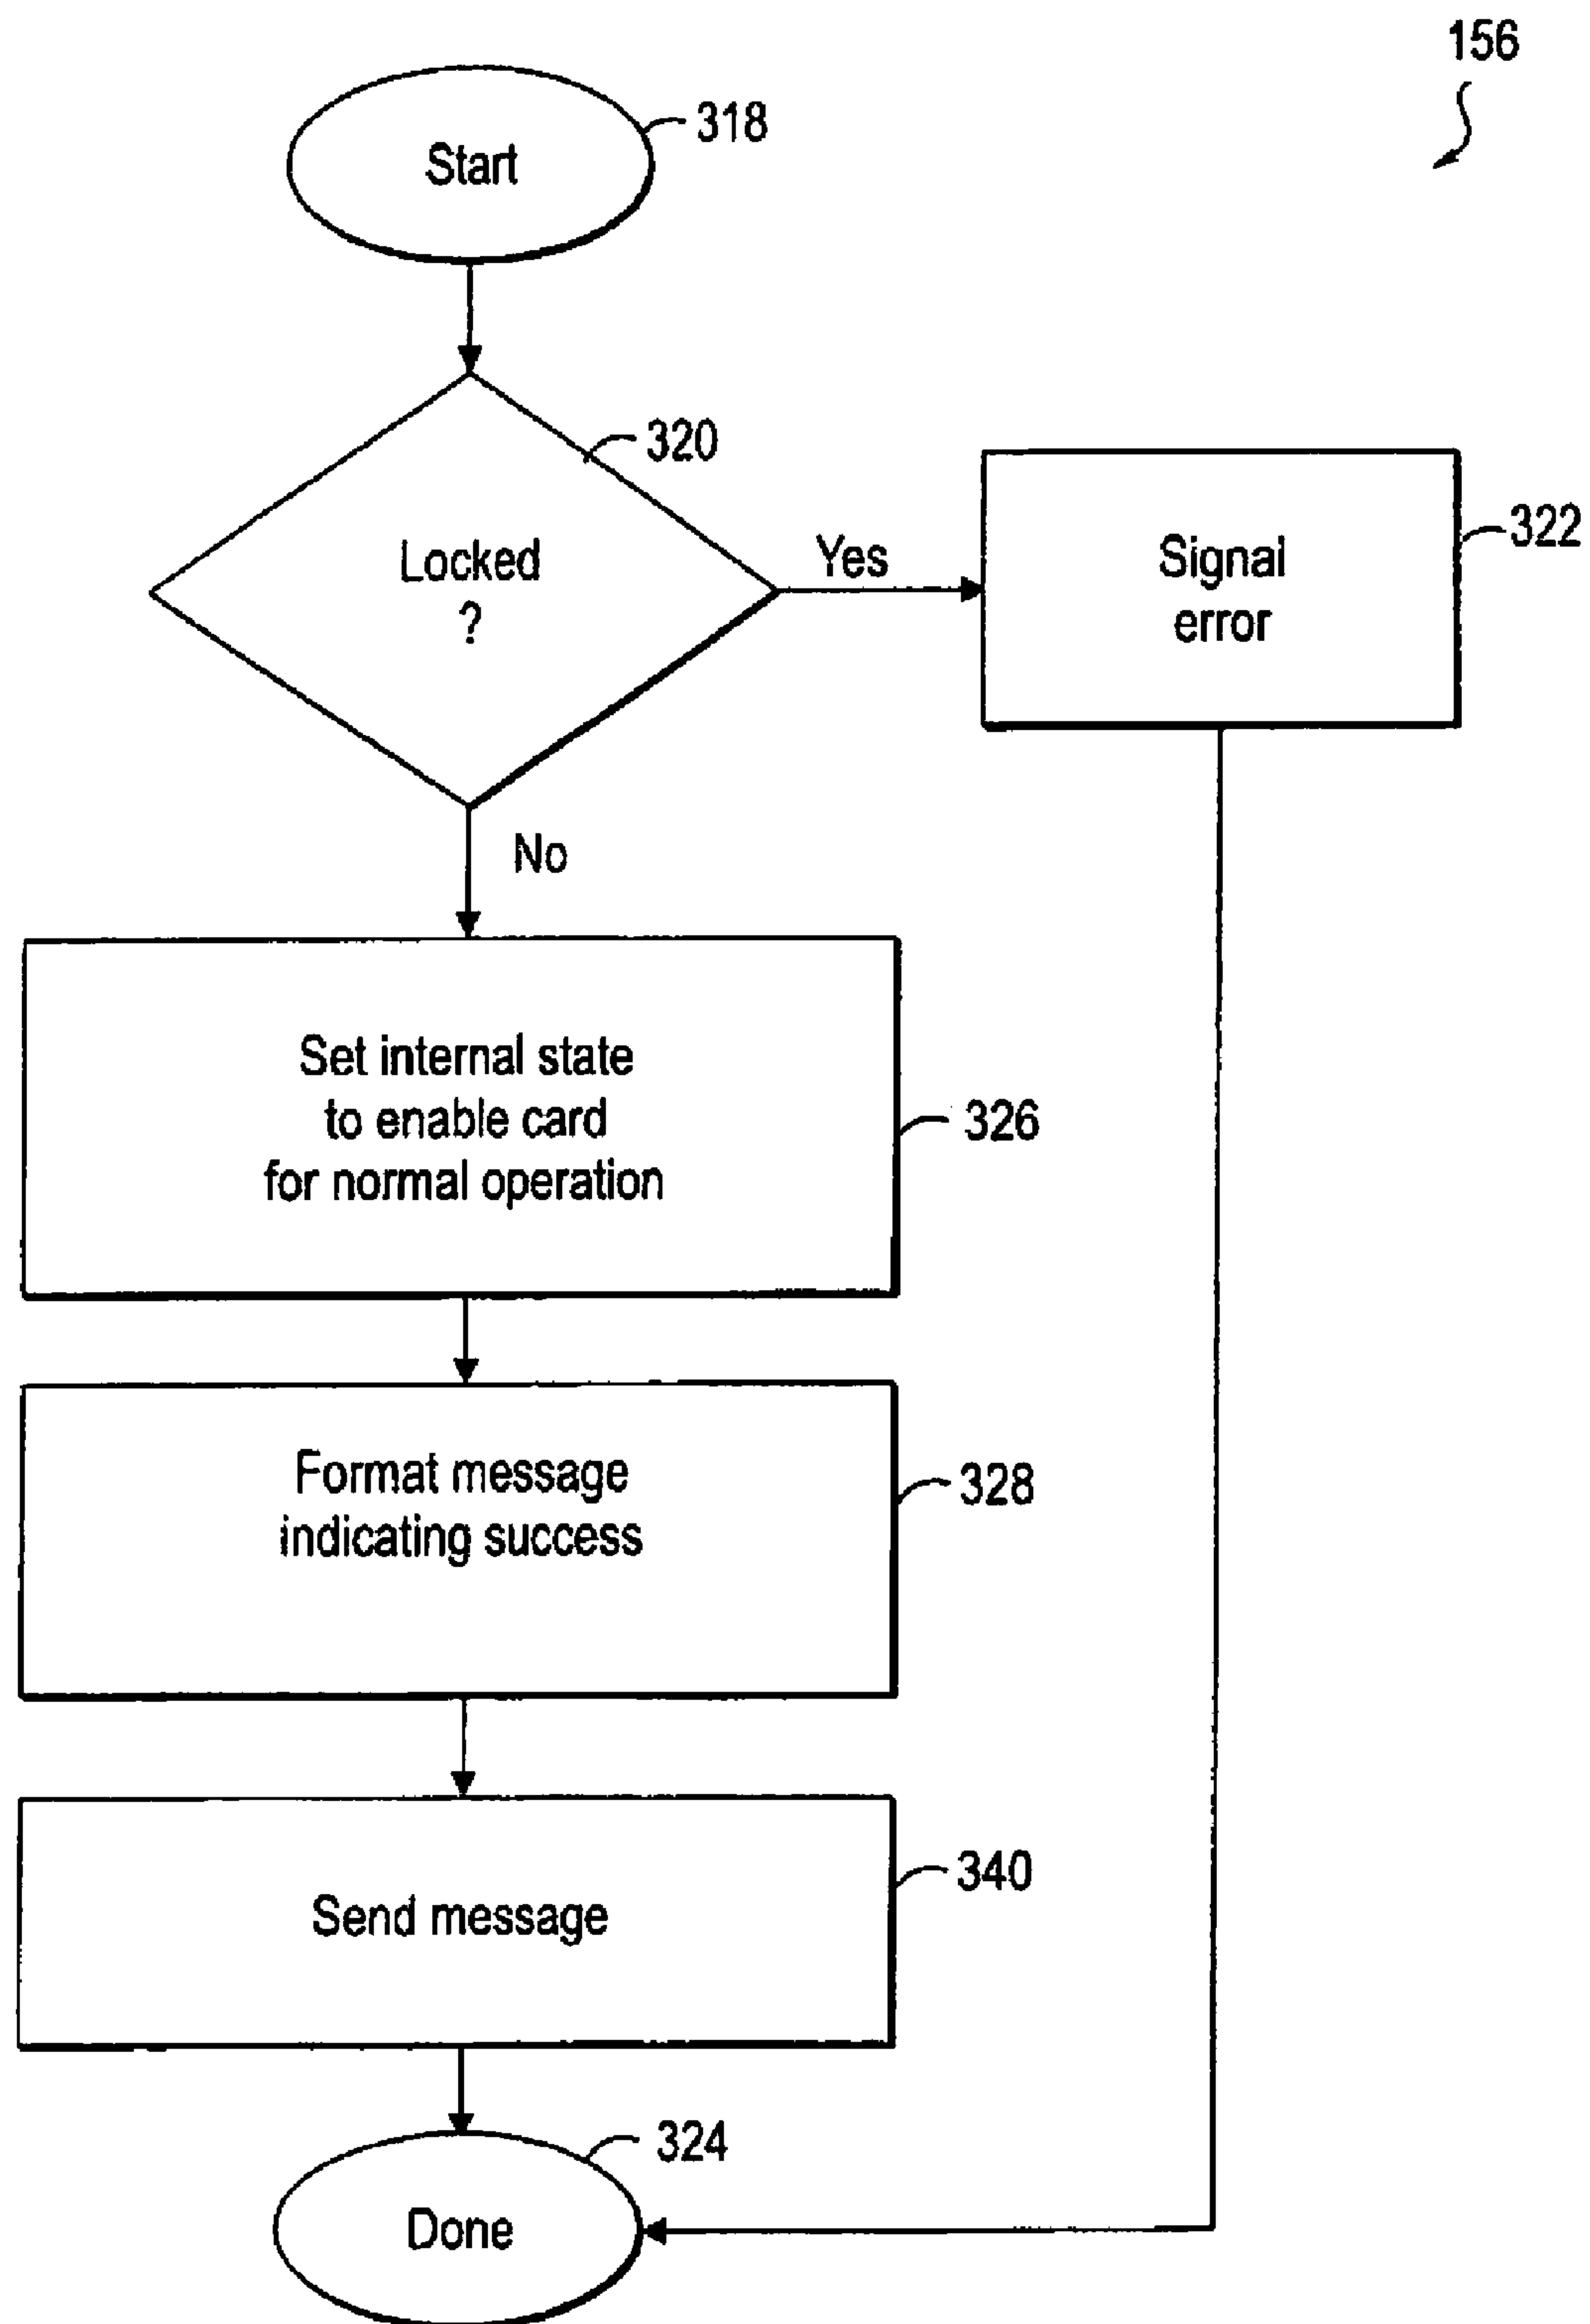 156
318
Start
320
Locked
?
Yes
Signal
error
322
No
Set internal state
to enable card
for normal operation
326
Format message
indicating success
328
Send message
340
324
Done